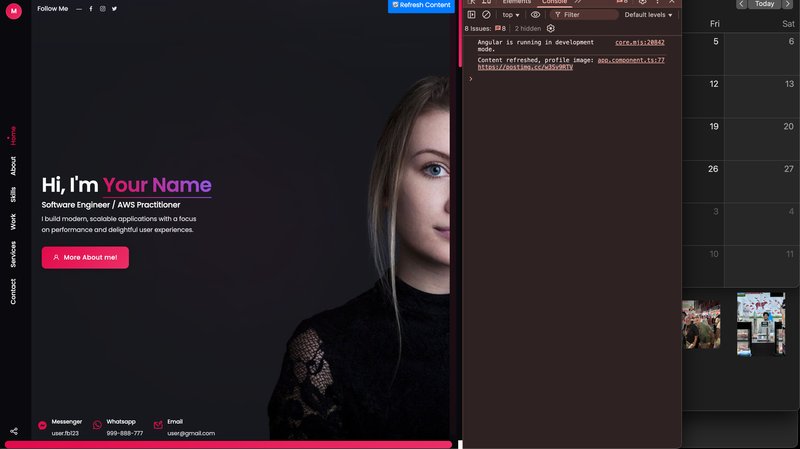 M
Follow Me —
Refresh Content
Home
About
Skills
Work
Services
Contact
Hi, I'm Your Name
Software Engineer / AWS Practitioner
I build modern, scalable applications with a focus
on performance and delightful user experiences.
More About me!
Messenger
user.fb123
Whatsapp
999-888-777
Email
user@gmail.com
Elements
Console
8
top
Filter
Default levels
8 Issues: 8 2 hidden
Angular is running in development core.mjs:20842
mode.
Content refreshed, profile image: app.component.ts:77
https://postimg.cc/w3Sv9RTV
Today
Fri Sat
5 6
12 13
19 20
26 27
3 4
10 11